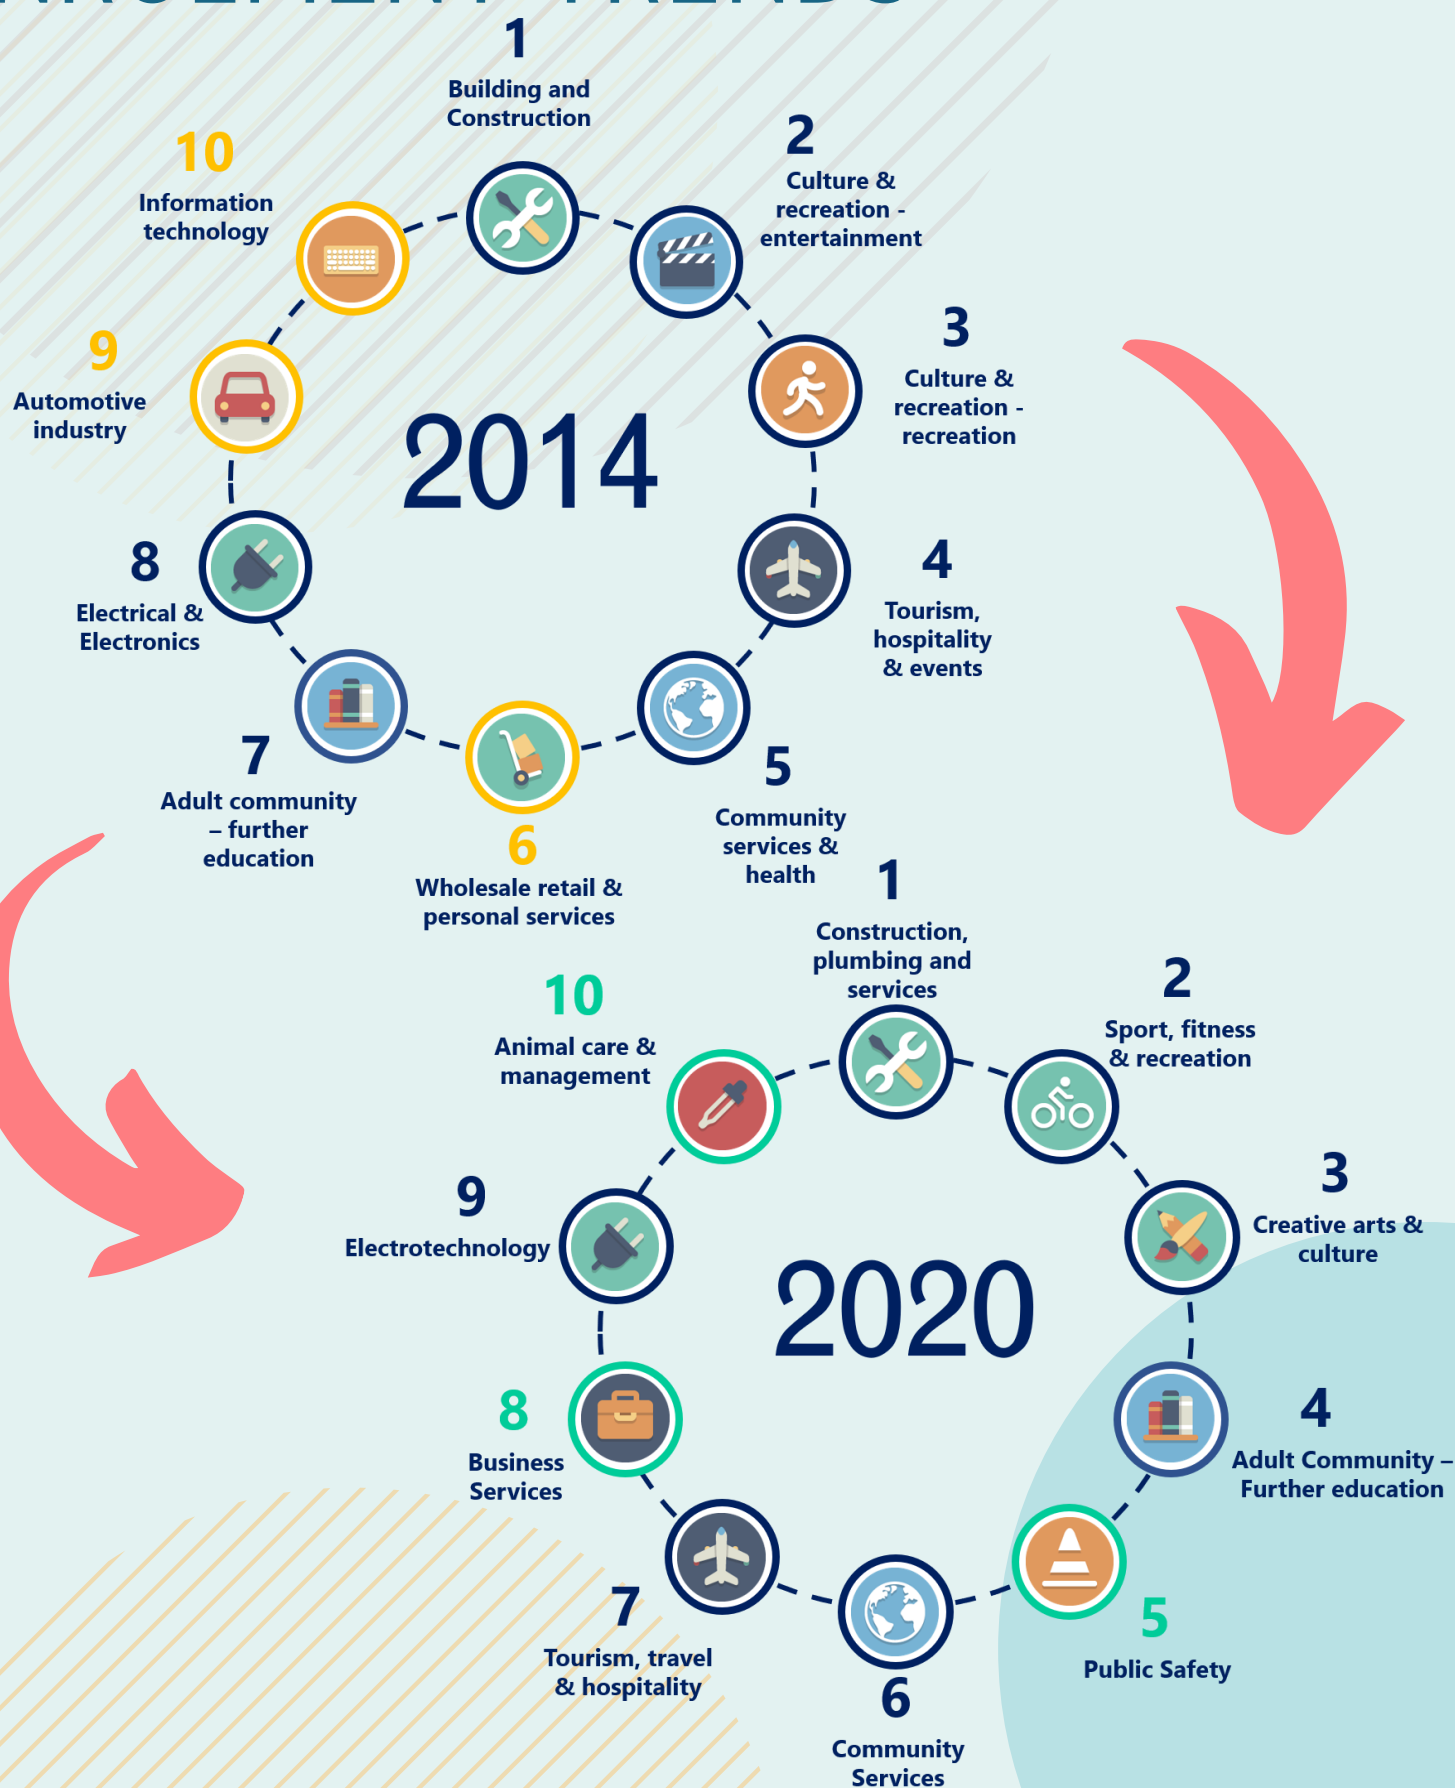 1
Building and
Construction
2
Culture &
recreation -
entertainment
3
Culture &
recreation -
recreation
4
Tourism,
hospitality
& events
5
Community
services &
health
6
Wholesale retail &
personal services
7
Adult community
– further
education
8
Electrical &
Electronics
9
Automotive
industry
10
Information
technology
2014
1
Construction,
plumbing and
services
2
Sport, fitness
& recreation
3
Creative arts &
culture
4
Adult Community –
Further education
5
Public Safety
6
Community
Services
7
Tourism, travel
& hospitality
8
Business
Services
9
Electrotechnology
10
Animal care &
management
2020